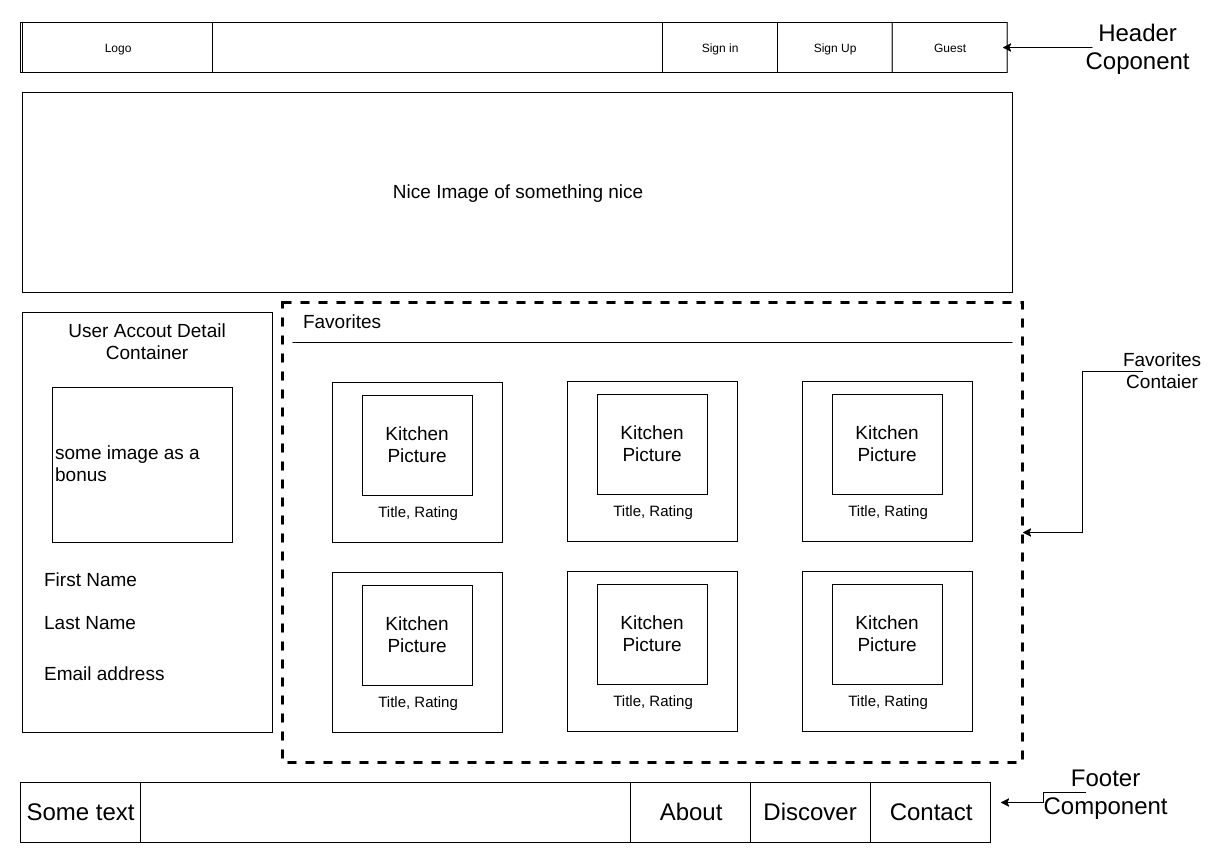 Logo
Sign in
Sign Up
Guest
Header
Coponent
Nice Image of something nice
User Accout Detail
Container
some image as a
bonus
First Name
Last Name
Email address
Favorites
Kitchen
Picture
Title, Rating
Kitchen
Picture
Title, Rating
Kitchen
Picture
Title, Rating
Kitchen
Picture
Title, Rating
Kitchen
Picture
Title, Rating
Kitchen
Picture
Title, Rating
Favorites
Contaier
Some text
About
Discover
Contact
Footer
Component